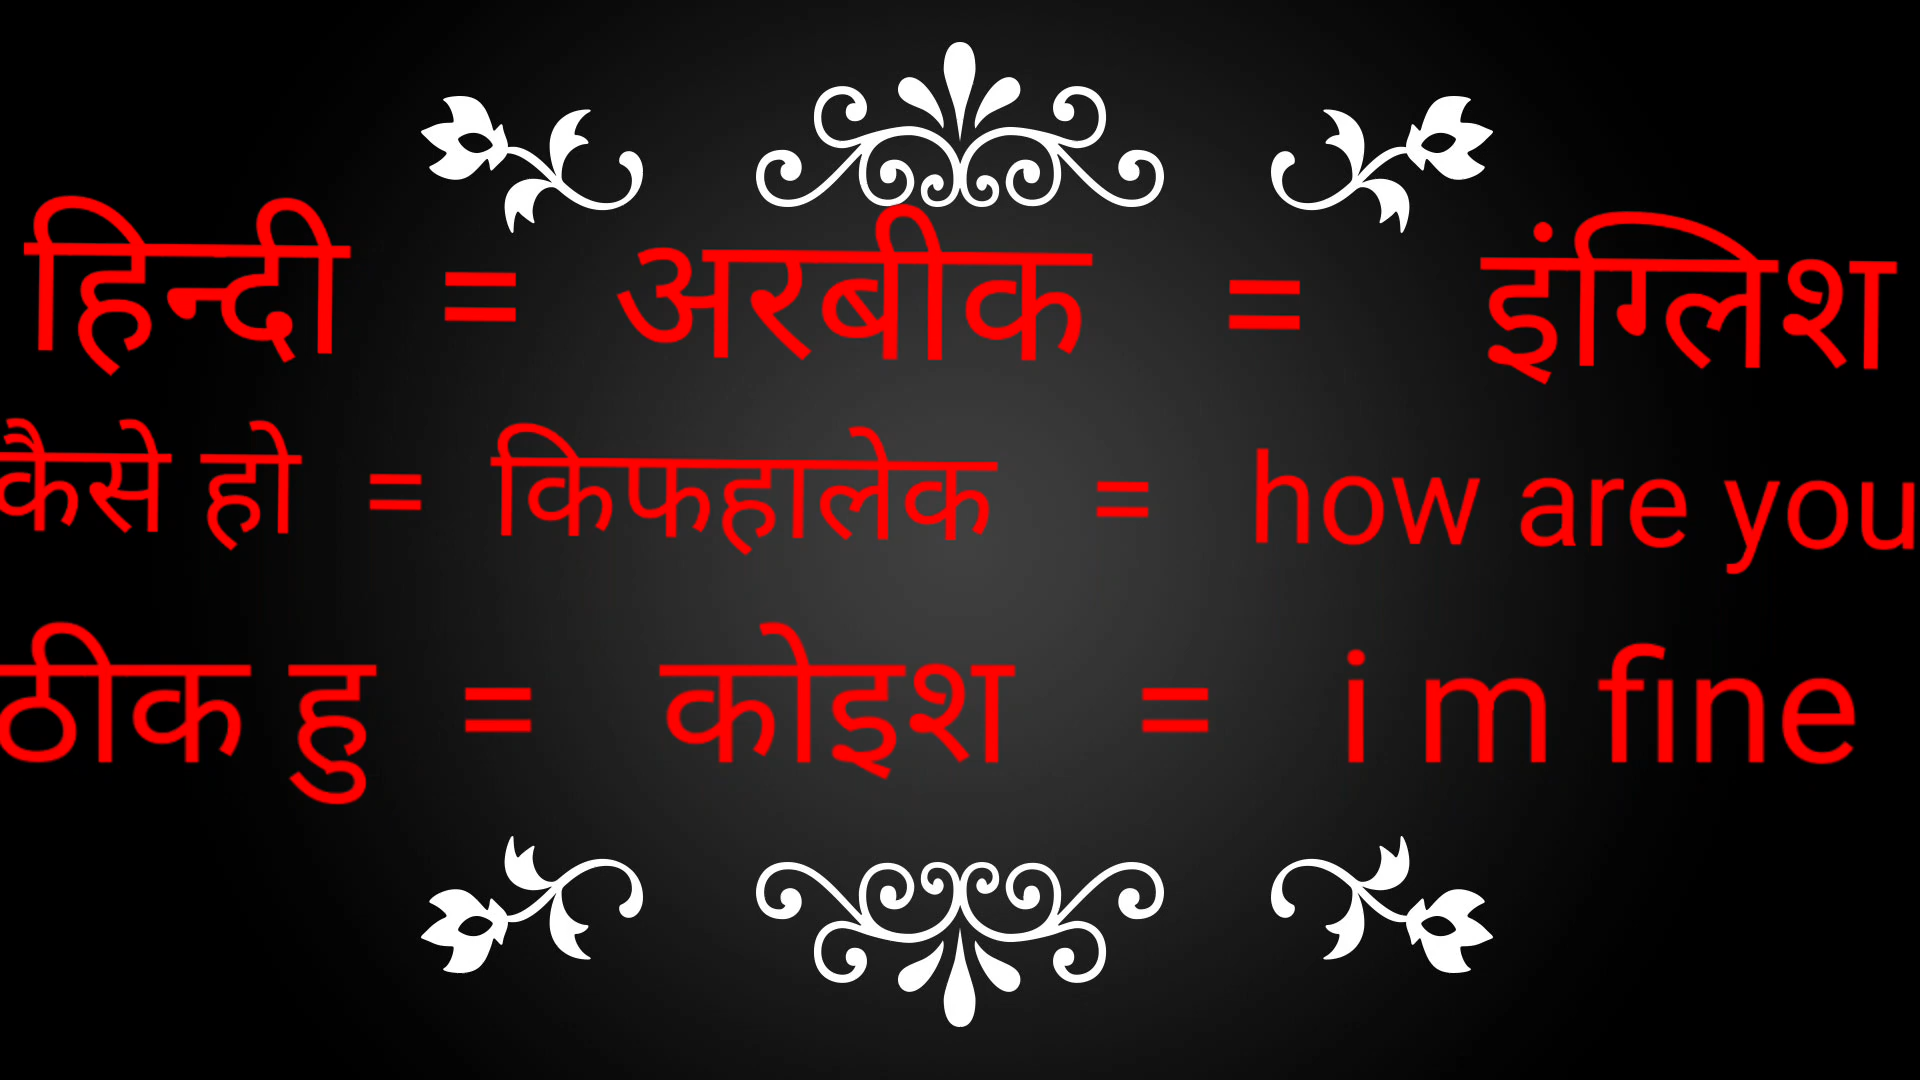 हिन्दी = अरबीक = इंग्लिश
कैसे हो = किफहालेक = how are you
ठीक हु = कोइश = i m fine